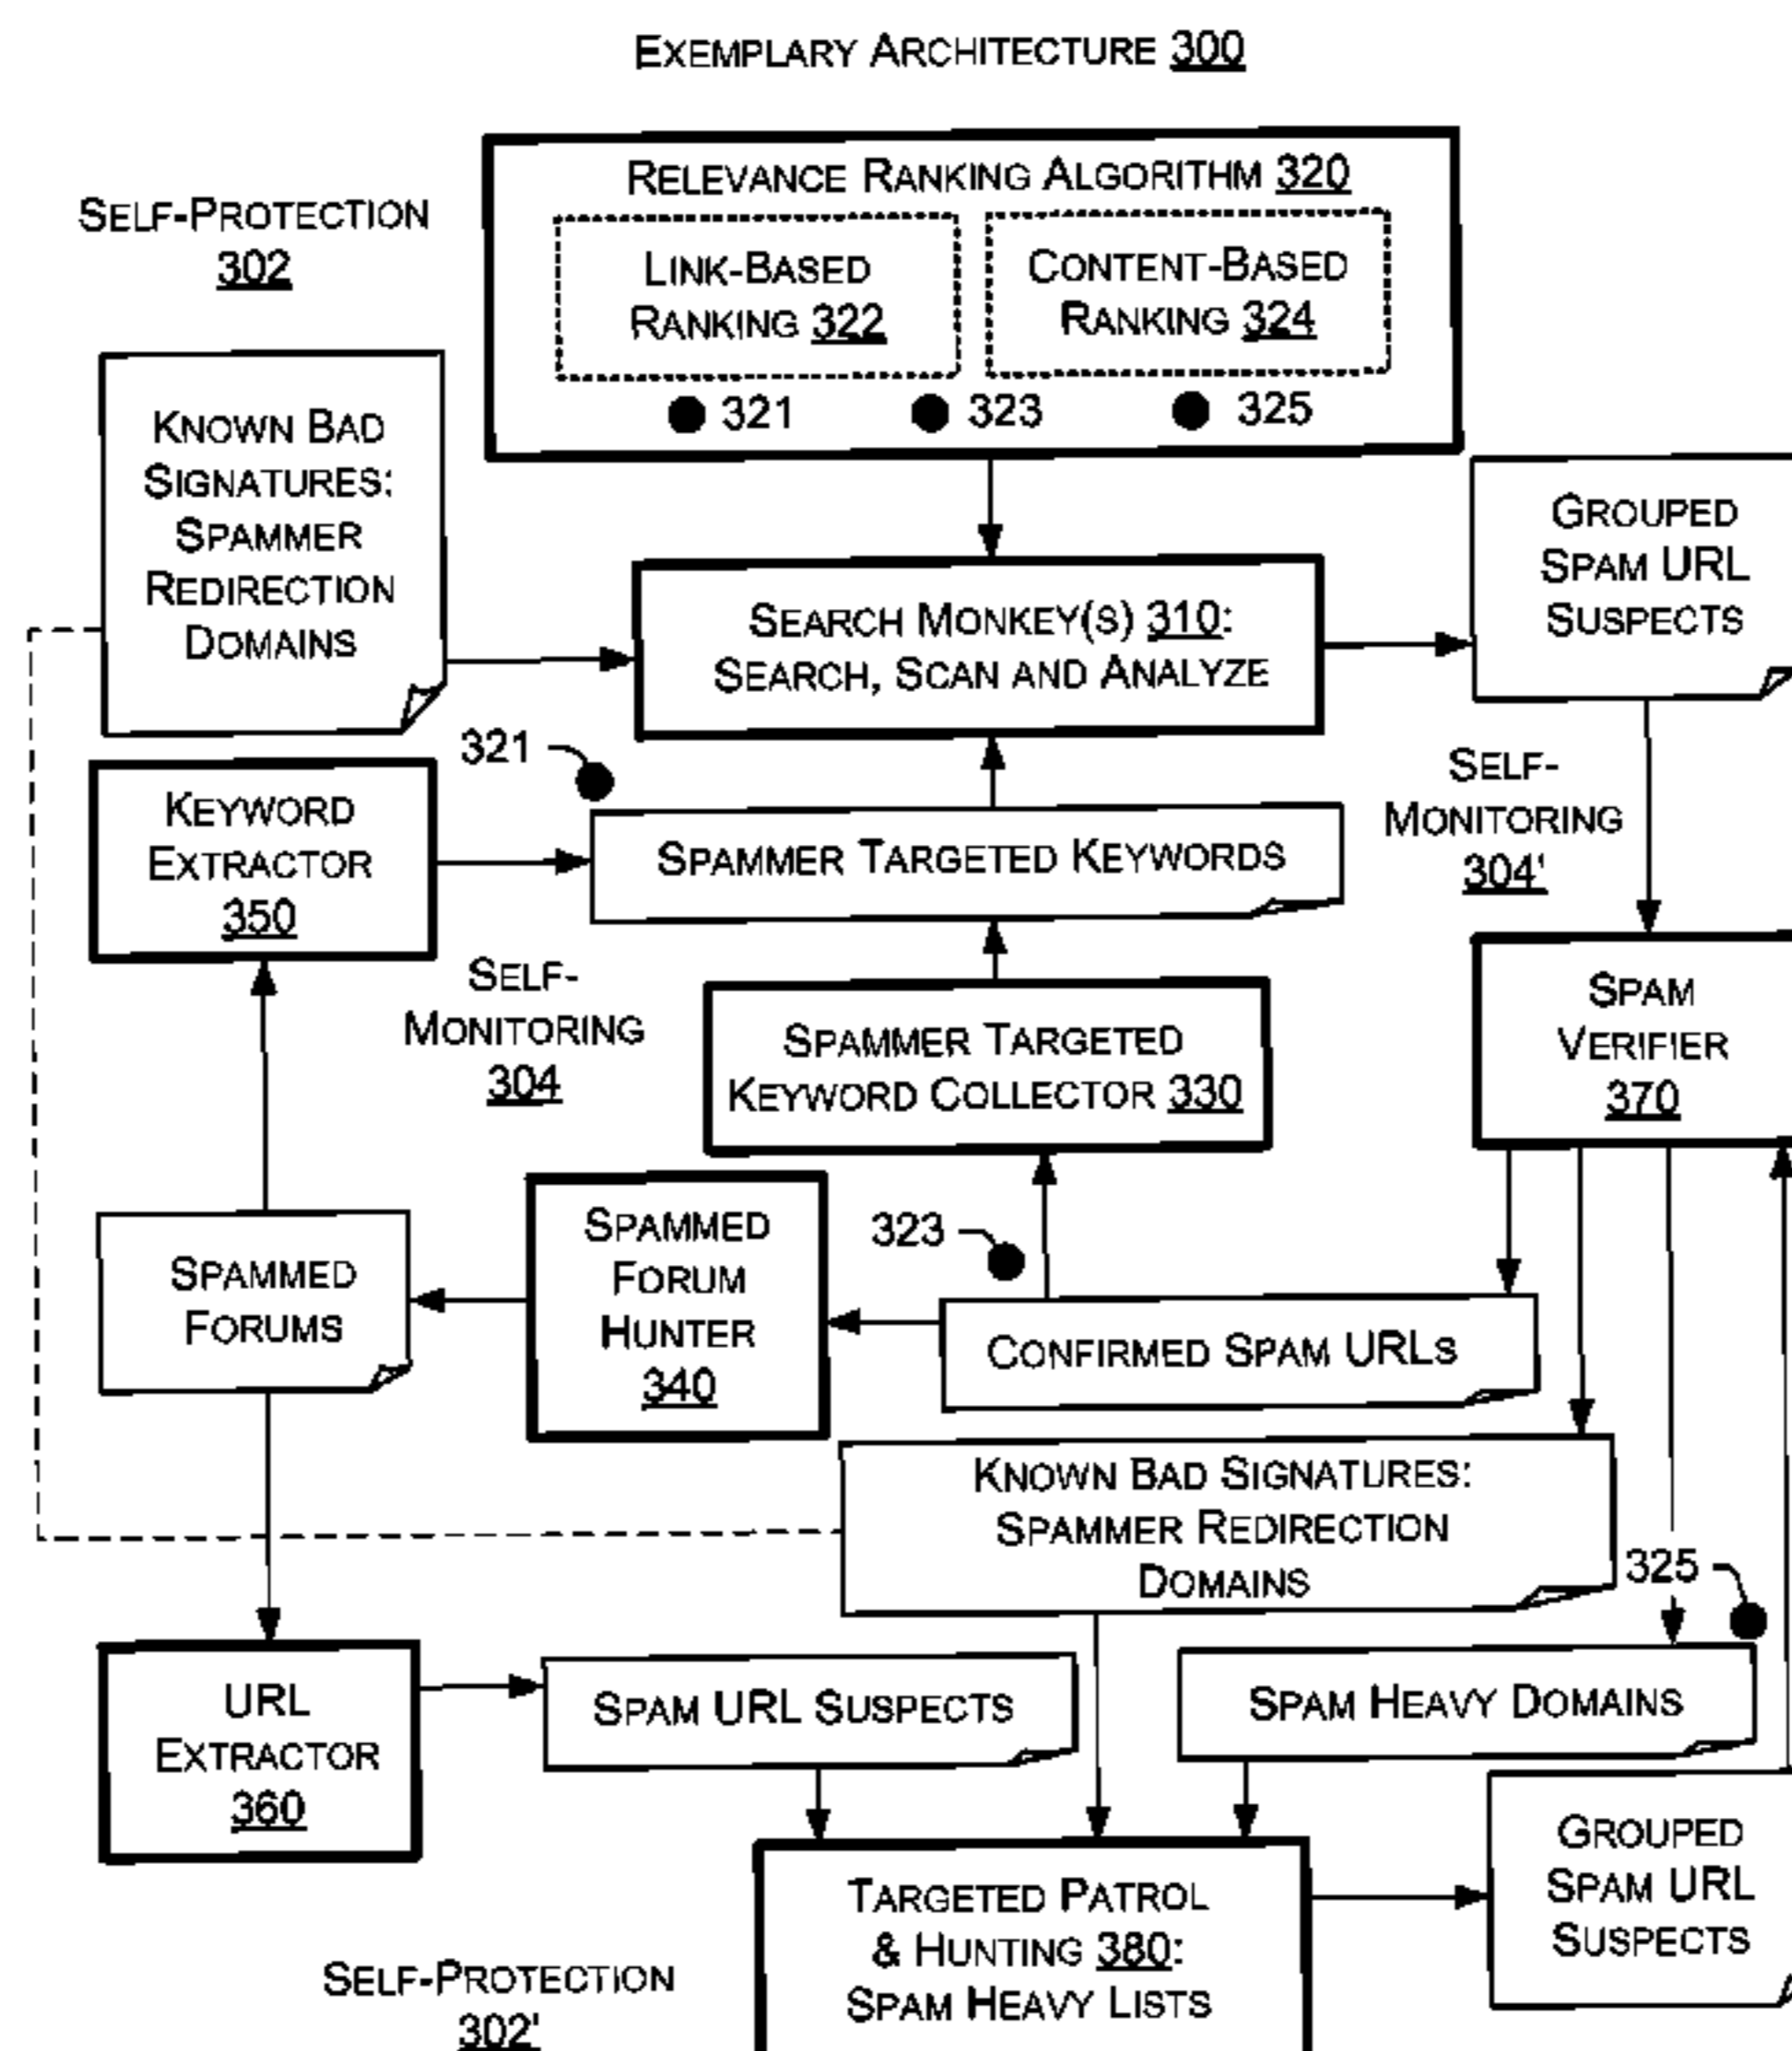 EXEMPLARY ARCHITECTURE 300
RELEVANCE RANKING ALGORITHM 320
SELF-PROTECTION
302
LINK-BASED
RANKING 322
CONTENT-BASED
RANKING 324
321
323
325
KNOWN BAD
SIGNATURES:
SPAMMER
REDIRECTION
DOMAINS
GROUPED
SPAM URL
SUSPECTS
SEARCH MONKEY(S) 310:
SEARCH, SCAN AND ANALYZE
321
SELF-
MONITORING
304'
KEYWORD
EXTRACTOR
350
SPAMMER TARGETED KEYWORDS
SELF-
MONITORING
304
SPAMMER TARGETED
KEYWORD COLLECTOR 330
SPAM
VERIFIER
370
SPAMMED
FORUM
HUNTER
340
323
SPAMMED
FORUMS
CONFIRMED SPAM URLS
KNOWN BAD SIGNATURES:
SPAMMER REDIRECTION
DOMAINS
325
URL
EXTRACTOR
360
SPAM URL SUSPECTS
SPAM HEAVY DOMAINS
TARGETED PATROL
& HUNTING 380:
SPAM HEAVY LISTS
GROUPED
SPAM URL
SUSPECTS
SELF-PROTECTION
302'